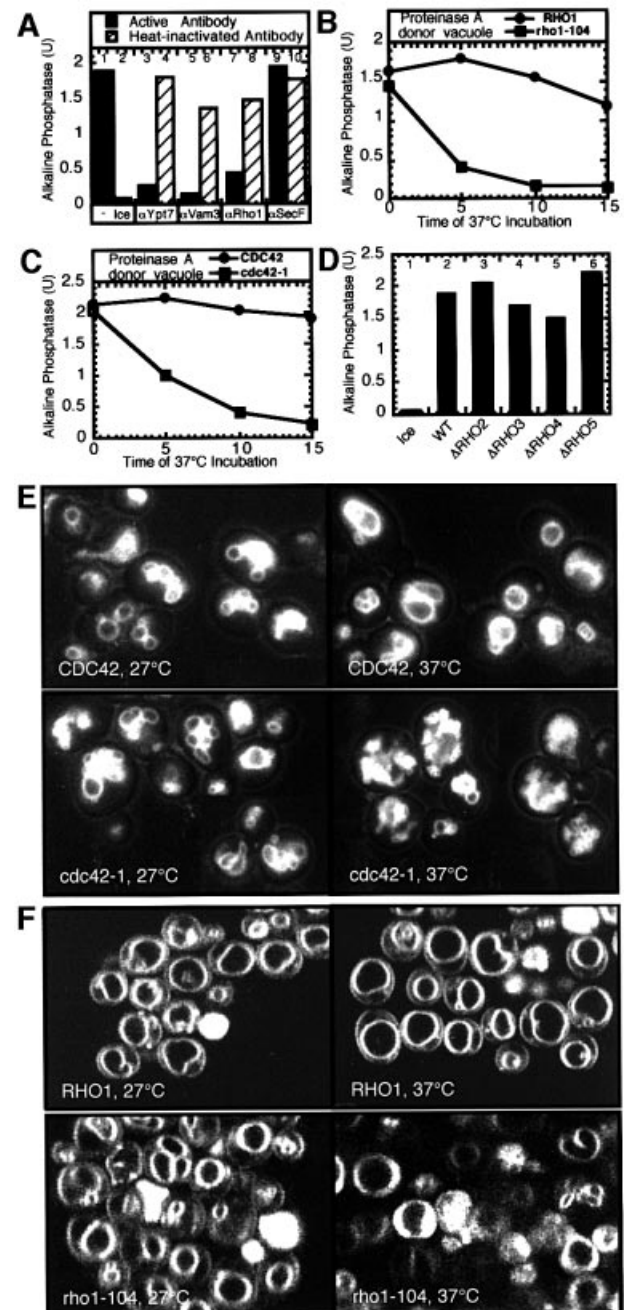 A
Active Antibody
Heat-inactivated Antibody
Alkaline Phosphatase (U)
2
1.5
1
0.5
0
1 2 3 4 5 6 7 8 9 10
- Ice αYpt7 αVam3 αRho1 αSecF
B
Proteinase A donor vacuole
RHO1
rho1-104
Alkaline Phosphatase (U)
2
1.5
1
0.5
0
0 5 10 15
Time of 37°C Incubation
C
Proteinase A donor vacuole
CDC42
cdc42-1
Alkaline Phosphatase (U)
2.5
2
1.5
1
0.5
0
0 5 10 15
Time of 37°C Incubation
D
Alkaline Phosphatase (U)
2.5
2
1.5
1
0.5
0
1 2 3 4 5 6
Ice WT ΔRHO2 ΔRHO3 ΔRHO4 ΔRHO5
E
CDC42, 27°C
CDC42, 37°C
cdc42-1, 27°C
cdc42-1, 37°C
F
RHO1, 27°C
RHO1, 37°C
rho1-104, 27°C
rho1-104, 37°C